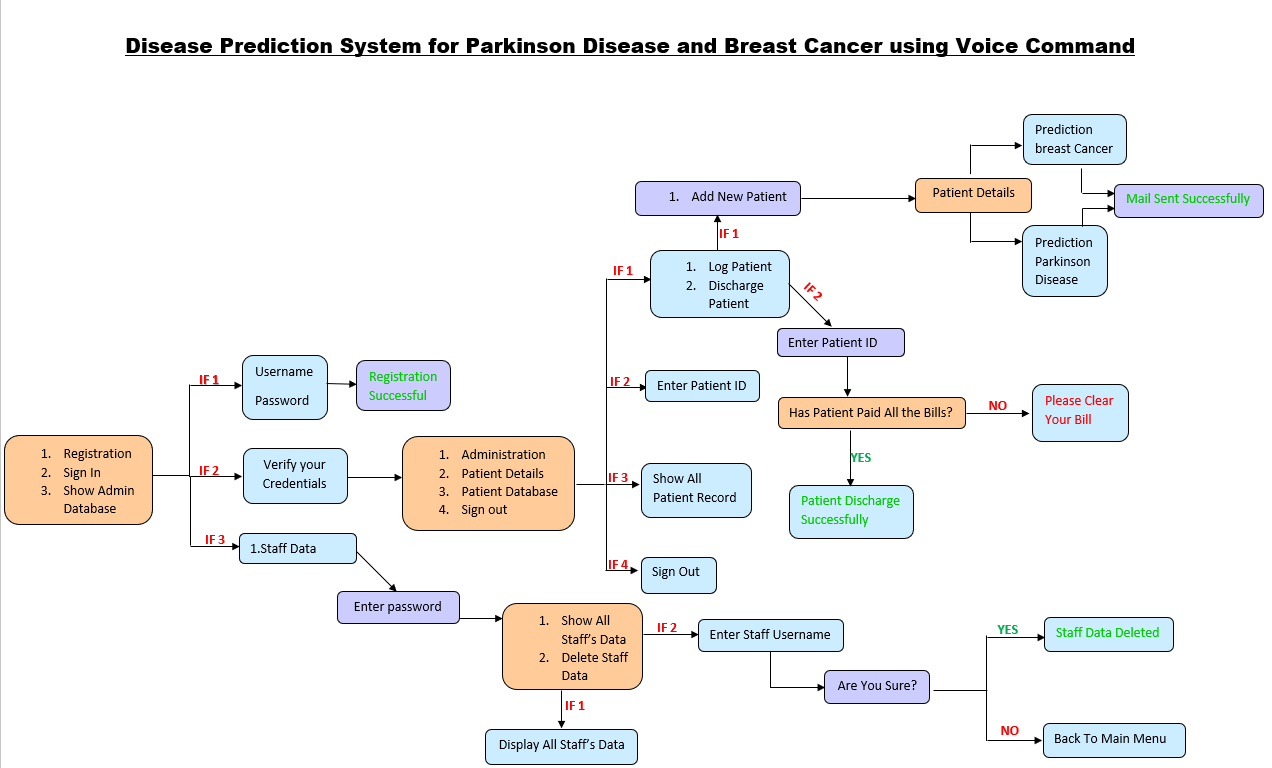 Disease Prediction System for Parkinson Disease and Breast Cancer using Voice Command
Prediction
breast Cancer
1. Add New Patient
Patient Details
Mail Sent Successfully
IF 1
Prediction
Parkinson
Disease
IF 1
1. Log Patient
2. Discharge
Patient
IF 2
Enter Patient ID
IF 2
Enter Patient ID
Has Patient Paid All the Bills?
NO
Please Clear
Your Bill
YES
Patient Discharge
Successfully
IF 1
Username
Password
Registration
Successful
1. Registration
2. Sign In
3. Show Admin
Database
IF 2
Verify your
Credentials
1. Administration
2. Patient Details
3. Patient Database
4. Sign out
IF 3
Show All
Patient Record
IF 4
Sign Out
IF 3
1.Staff Data
Enter password
1. Show All
Staff’s Data
2. Delete Staff
Data
IF 2
Enter Staff Username
Are You Sure?
YES
Staff Data Deleted
NO
Back To Main Menu
IF 1
Display All Staff’s Data